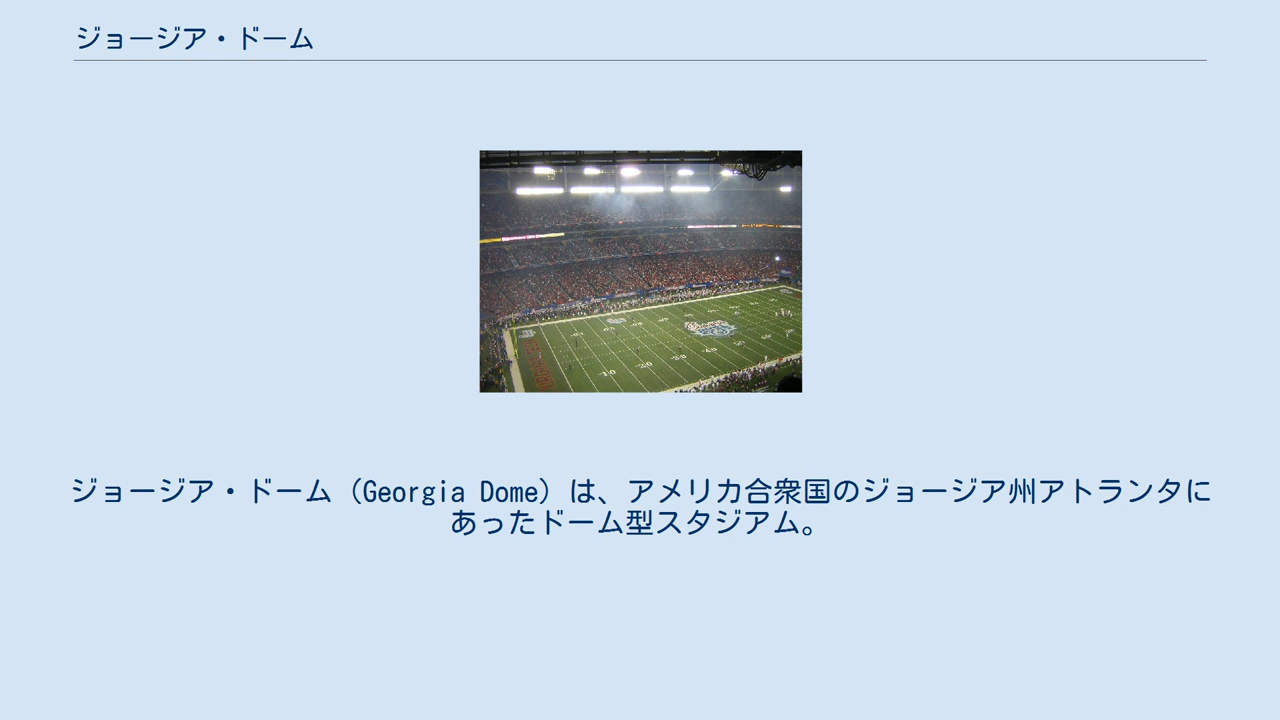 ジョージア・ドーム
ジョージア・ドーム（Georgia Dome）は、アメリカ合衆国のジョージア州アトランタに
あったドーム型スタジアム。